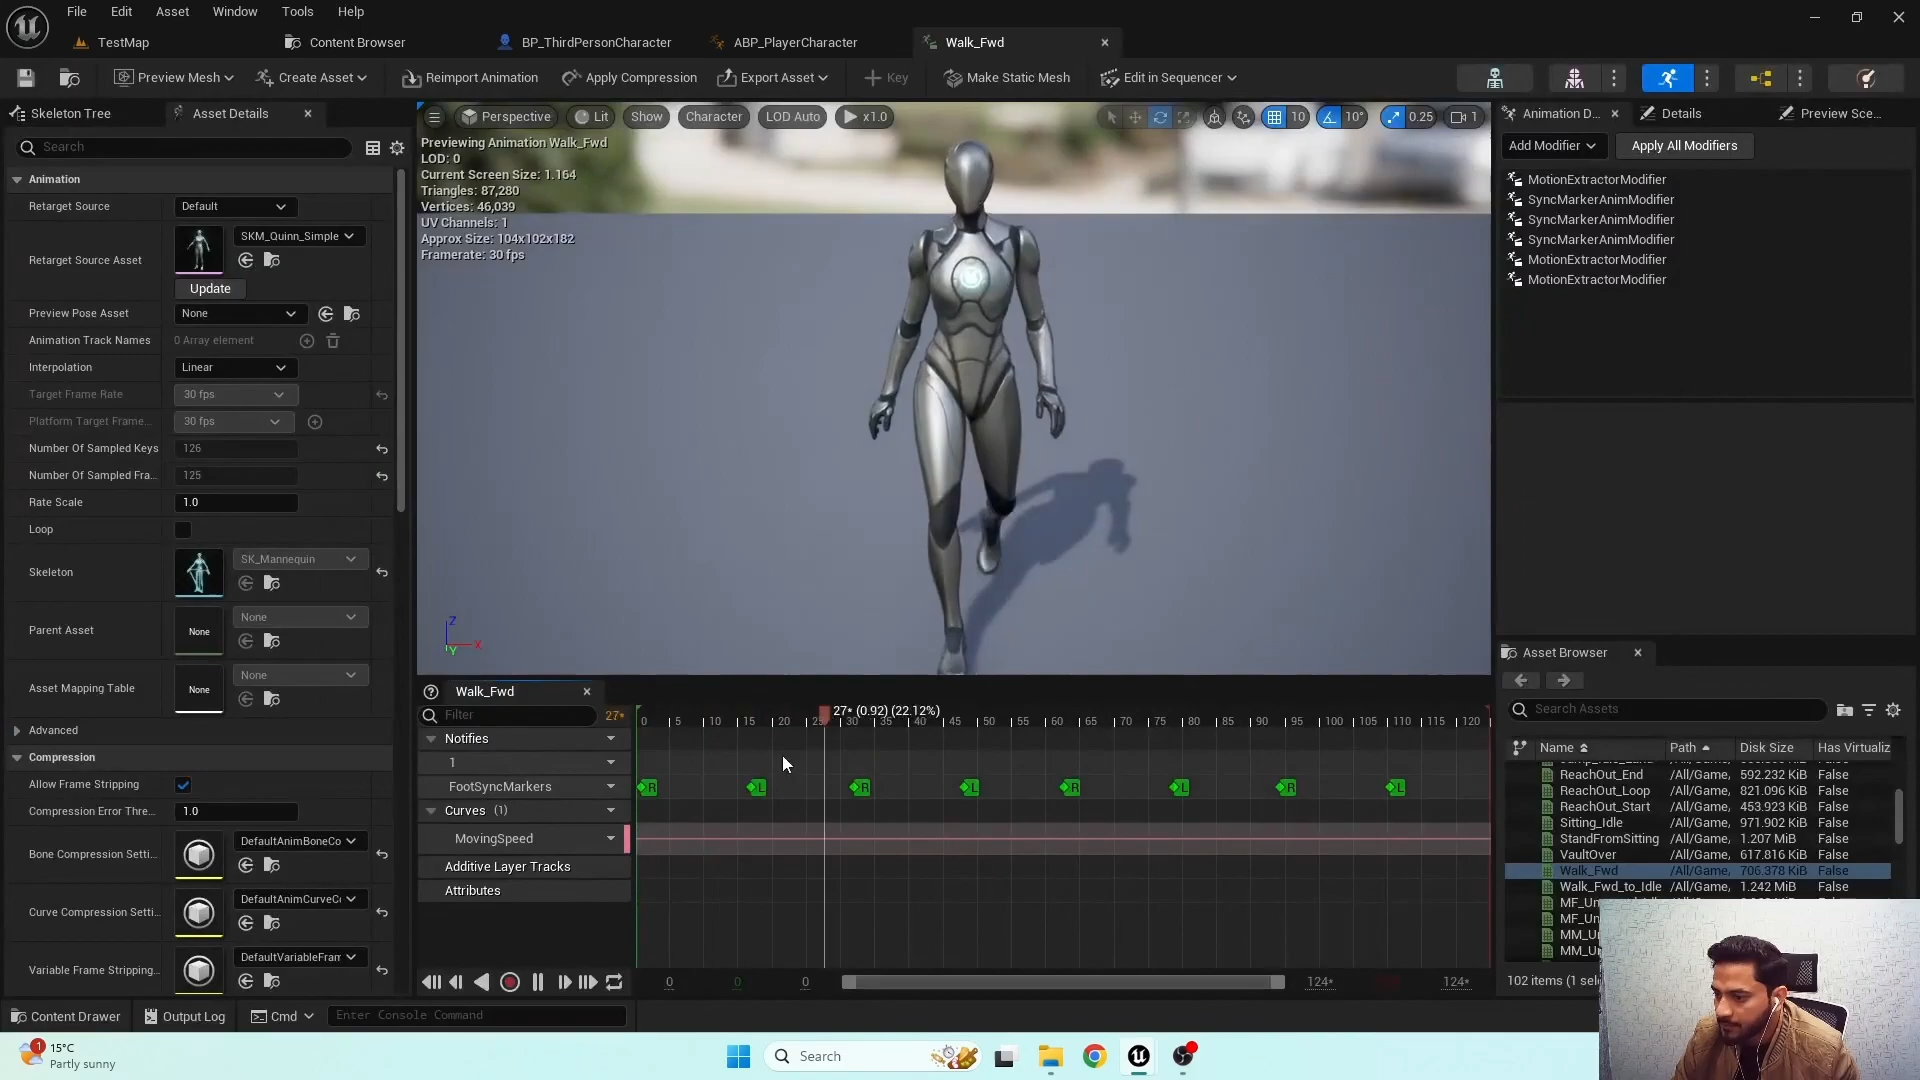 File Edit Asset Window Tools Help
TestMap Content Browser BP_ThirdPersonCharacter ABP_PlayerCharacter Walk_Fwd
Preview Mesh Create Asset Reimport Animation Apply Compression Export Asset Key Make Static Mesh Edit in Sequencer
Skeleton Tree Asset Details
Search
Animation
Retarget Source Default
Retarget Source Asset SKM_Quinn_Simple
Update
Preview Pose Asset None
Animation Track Names 0 Array element
Interpolation Linear
Target Frame Rate 30 fps
Platform Target Frame... 30 fps
Number Of Sampled Keys 126
Number Of Sampled Fra... 125
Rate Scale 1.0
Loop
Skeleton SK_Mannequin
Parent Asset None None
Asset Mapping Table None None
Advanced
Compression
Allow Frame Stripping
Compression Error Thre... 1.0
Bone Compression Setti... DefaultAnimBoneCo
Curve Compression Setti... DefaultAnimCurveCo
Variable Frame Stripping... DefaultVariableFram
Perspective Lit Show Character LOD Auto x1.0 10 10° 0.25 1
Previewing Animation Walk_Fwd
LOD: 0
Current Screen Size: 1.164
Triangles: 87,280
Vertices: 46,039
UV Channels: 1
Approx Size: 104x102x182
Framerate: 30 fps
Z
X
Y
Walk_Fwd
Filter 27*
27* (0.92) (22.12%)
0 5 10 15 20 25 30 35 40 45 50 55 60 65 70 75 80 85 90 95 100 105 110 115 120
Notifies
1
FootSyncMarkers R L R L R L R L
Curves (1)
MovingSpeed
Additive Layer Tracks
Attributes
0 0 0 124* 124*
Animation D... Details Preview Sce...
Add Modifier Apply All Modifiers
MotionExtractorModifier
SyncMarkerAnimModifier
SyncMarkerAnimModifier
SyncMarkerAnimModifier
MotionExtractorModifier
MotionExtractorModifier
Asset Browser
Search Assets
Name Path Disk Size Has Virtualiz
ReachOut_End /All/Game, 592.232 KiB False
ReachOut_Loop /All/Game, 821.096 KiB False
ReachOut_Start /All/Game, 453.923 KiB False
Sitting_Idle /All/Game, 971.902 KiB False
StandFromSitting /All/Game, 1.207 MiB False
VaultOver /All/Game, 617.816 KiB False
Walk_Fwd /All/Game, 706.378 KiB False
Walk_Fwd_to_Idle /All/Game, 1.242 MiB False
MF_Un
MF_Un
MM_Un
MM_Un
102 items (1 sel
Content Drawer Output Log Cmd Enter Console Command
1
15°C
Partly sunny
Search